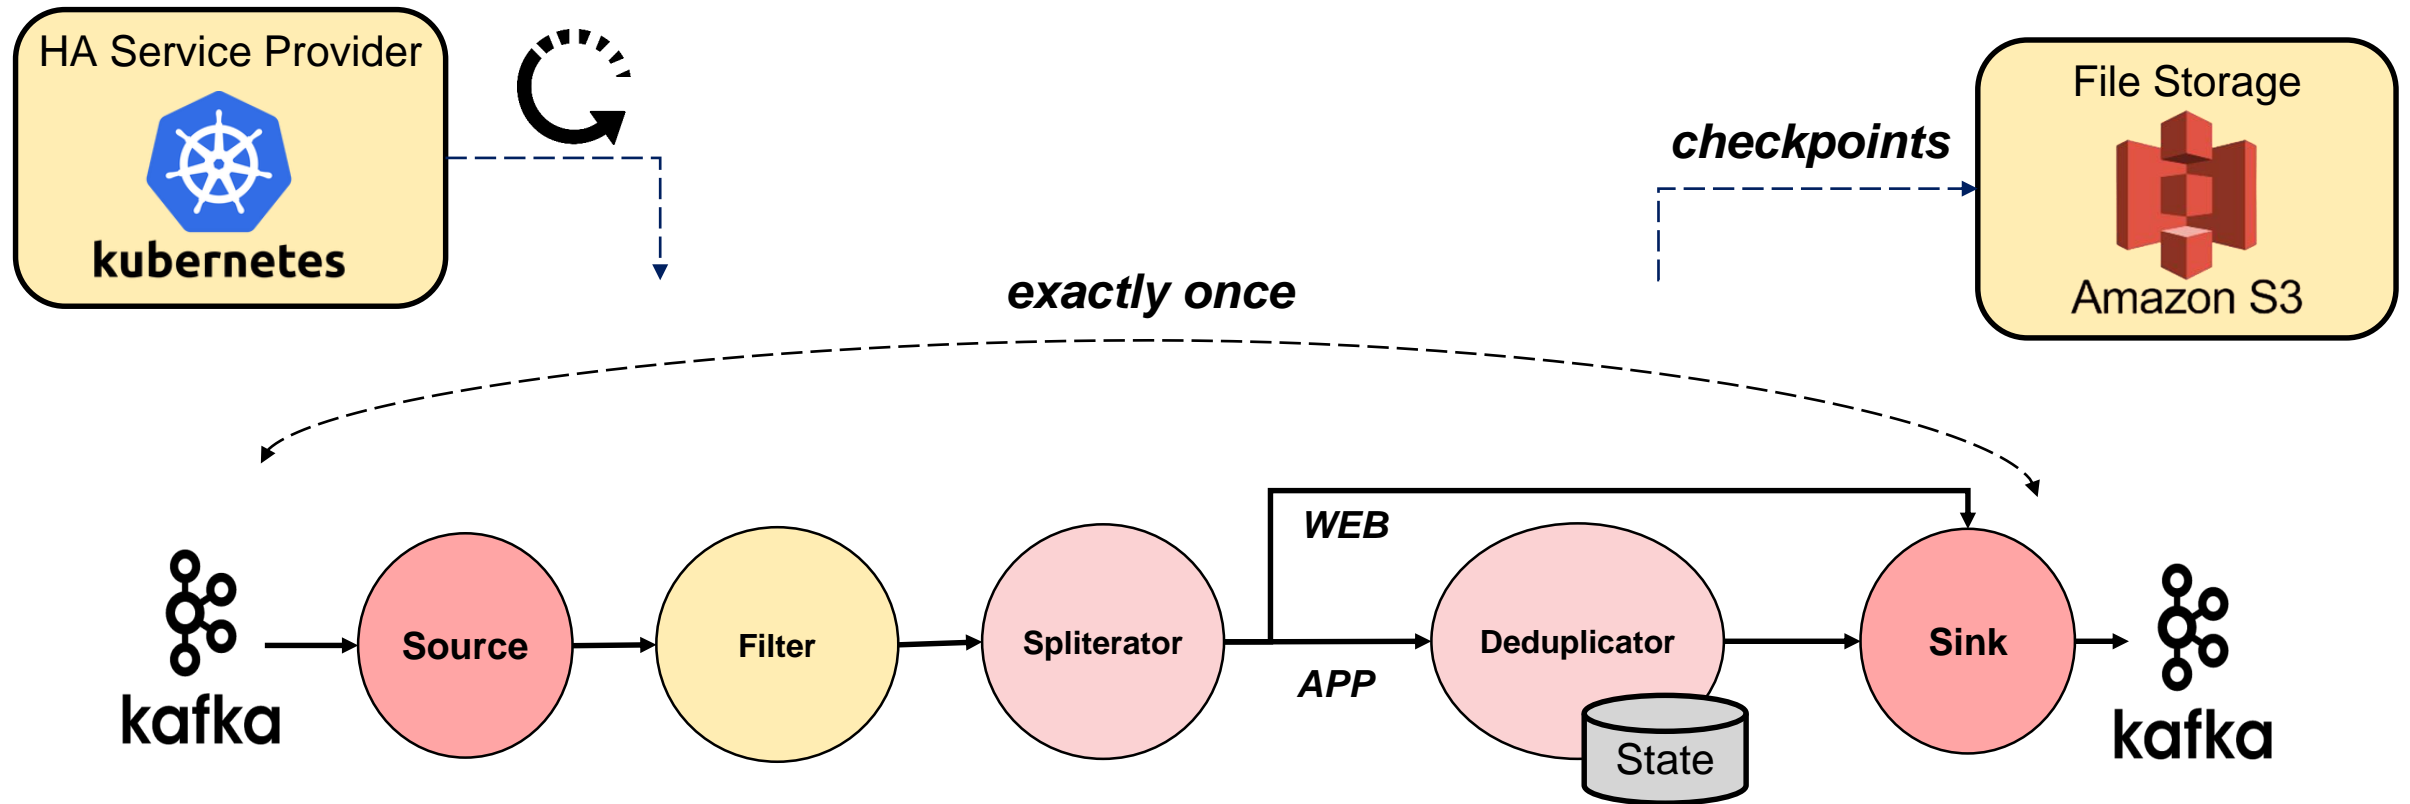 HA Service Provider
kubernetes
File Storage
Amazon S3
checkpoints
exactly once
WEB
APP
kafka
Source
Filter
Spliterator
Deduplicator
State
Sink
kafka